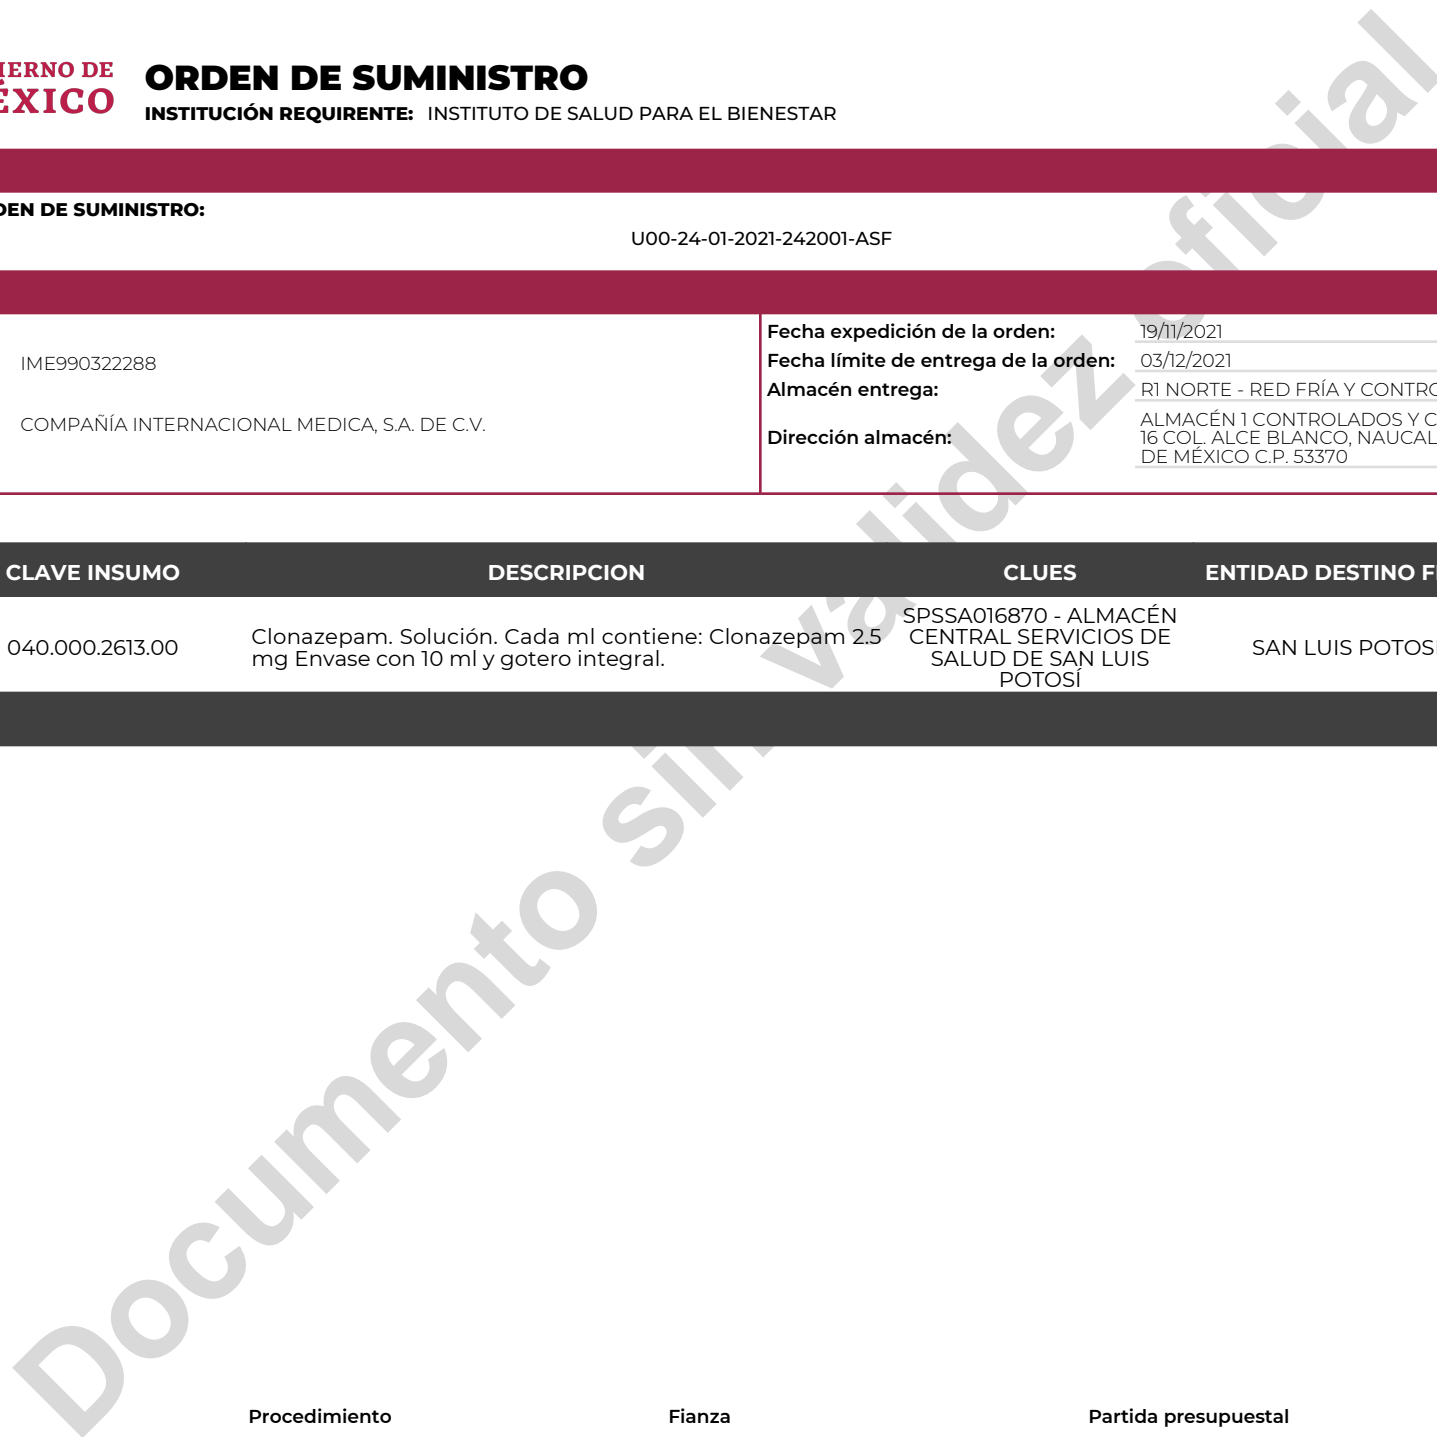 IERNO DE
ÉXICO
ORDEN DE SUMINISTRO
INSTITUCIÓN REQUIRENTE: INSTITUTO DE SALUD PARA EL BIENESTAR
DEN DE SUMINISTRO:
U00-24-01-2021-242001-ASF
IME990322288
COMPAÑÍA INTERNACIONAL MEDICA, S.A. DE C.V.
Fecha expedición de la orden: 19/11/2021
Fecha límite de entrega de la orden: 03/12/2021
Almacén entrega: R1 NORTE - RED FRÍA Y CONTRO
Dirección almacén: ALMACÉN 1 CONTROLADOS Y C
16 COL. ALCE BLANCO, NAUCAL
DE MÉXICO C.P. 53370
CLAVE INSUMO DESCRIPCION CLUES ENTIDAD DESTINO F
040.000.2613.00
Clonazepam. Solución. Cada ml contiene: Clonazepam 2.5
mg Envase con 10 ml y gotero integral.
SPSSA016870 - ALMACÉN
CENTRAL SERVICIOS DE
SALUD DE SAN LUIS
POTOSÍ
SAN LUIS POTOSÍ
Documento sin validez oficial
Procedimiento Fianza Partida presupuestal